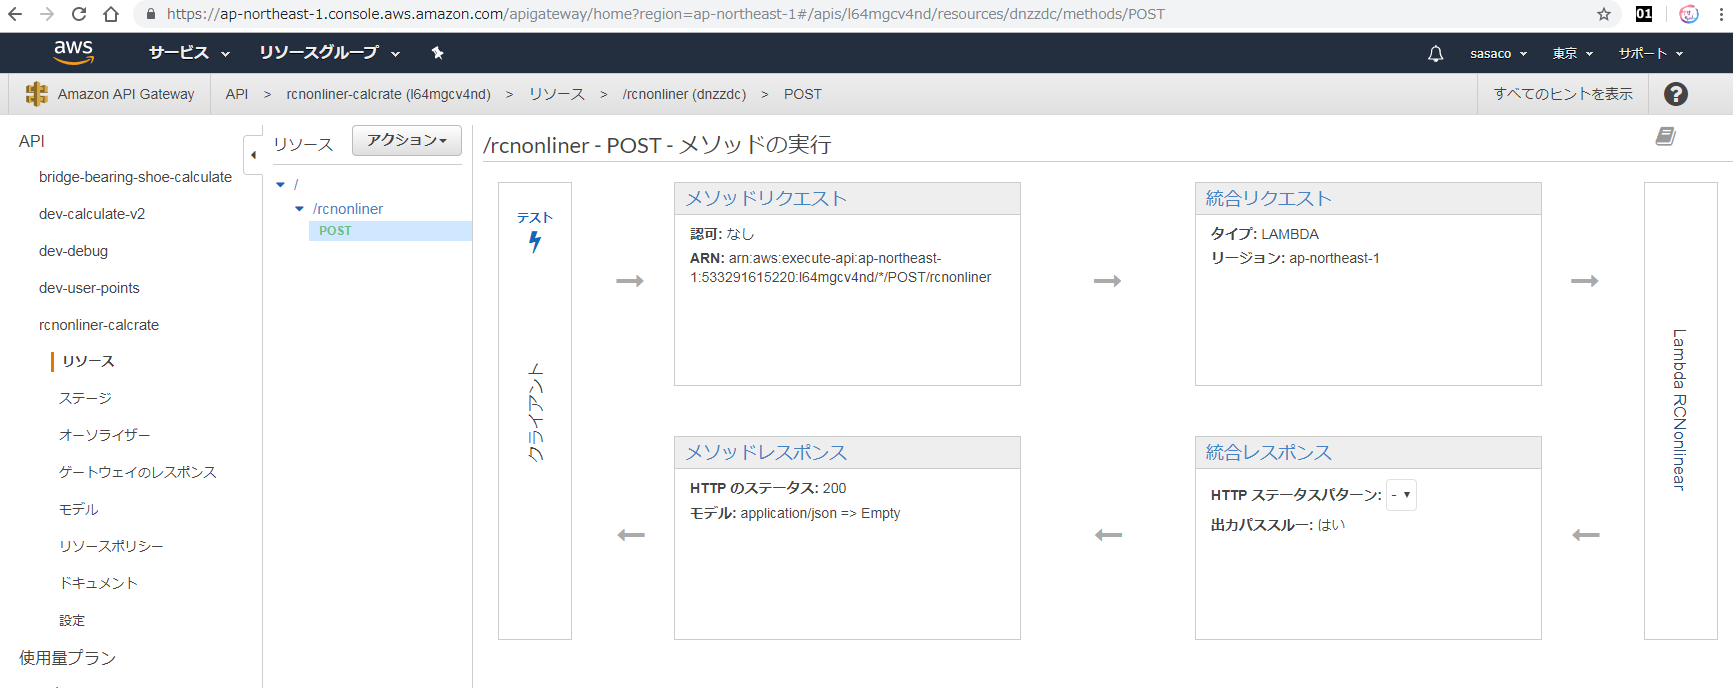 https://ap-northeast-1.console.aws.amazon.com/apigateway/home?region=ap-northeast-1#/apis/l64mgcv4nd/resources/dnzzdc/methods/POST
01
aws
サービス
リソースグループ
sasaco
東京
サポート
Amazon API Gateway
API > rcnonliner-calcrate (l64mgcv4nd) > リソース > /rcnonliner (dnzzdc) > POST
すべてのヒントを表示
?
API
bridge-bearing-shoe-calculate
dev-calculate-v2
dev-debug
dev-user-points
rcnonliner-calcrate
リソース
ステージ
オーソライザー
ゲートウェイのレスポンス
モデル
リソースポリシー
ドキュメント
設定
使用量プラン
リソース
アクション
/
/rcnonliner
POST
/rcnonliner - POST - メソッドの実行
テスト
クライアント
メソッドリクエスト
認可: なし
ARN: arn:aws:execute-api:ap-northeast-
1:533291615220:l64mgcv4nd/*/POST/rcnonliner
統合リクエスト
タイプ: LAMBDA
リージョン: ap-northeast-1
Lambda RCNonlinear
メソッドレスポンス
HTTP のステータス: 200
モデル: application/json => Empty
統合レスポンス
HTTP ステータスパターン: -
出力パススルー: はい